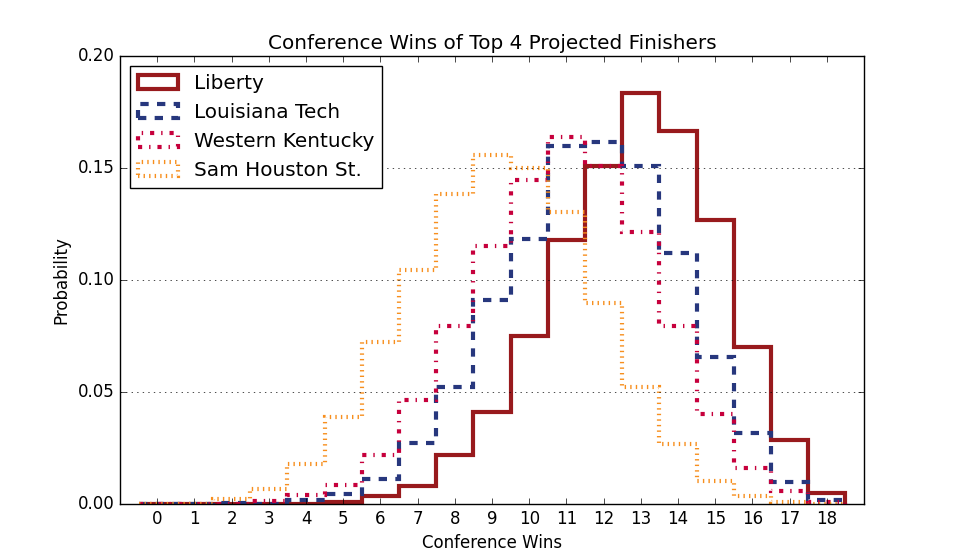 Conference Wins of Top 4 Projected Finishers
Liberty
Louisiana Tech
Western Kentucky
Sam Houston St.
0.20
0.15
0.10
0.05
0.00
Probability
0 1 2 3 4 5 6 7 8 9 10 11 12 13 14 15 16 17 18
Conference Wins